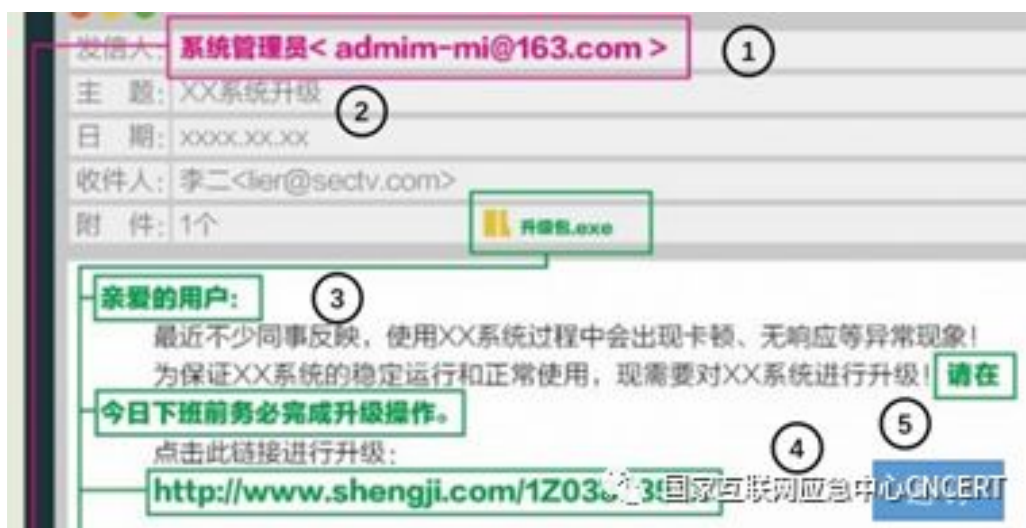 发信人: 系统管理员< admim-mi@163.com > ①
主 题: XX系统升级 ②
日 期: xxxx.xx.xx
收件人: 李二<lier@sectv.com>
附 件: 1个 升级包.exe
亲爱的用户: ③
最近不少同事反映，使用XX系统过程中会出现卡顿、无响应等异常现象！
为保证XX系统的稳定运行和正常使用，现需要对XX系统进行升级！请在
今日下班前务必完成升级操作。 ⑤
点击此链接进行升级: ④
http://www.shengji.com/1Z03 国家互联网应急中心CNCERT